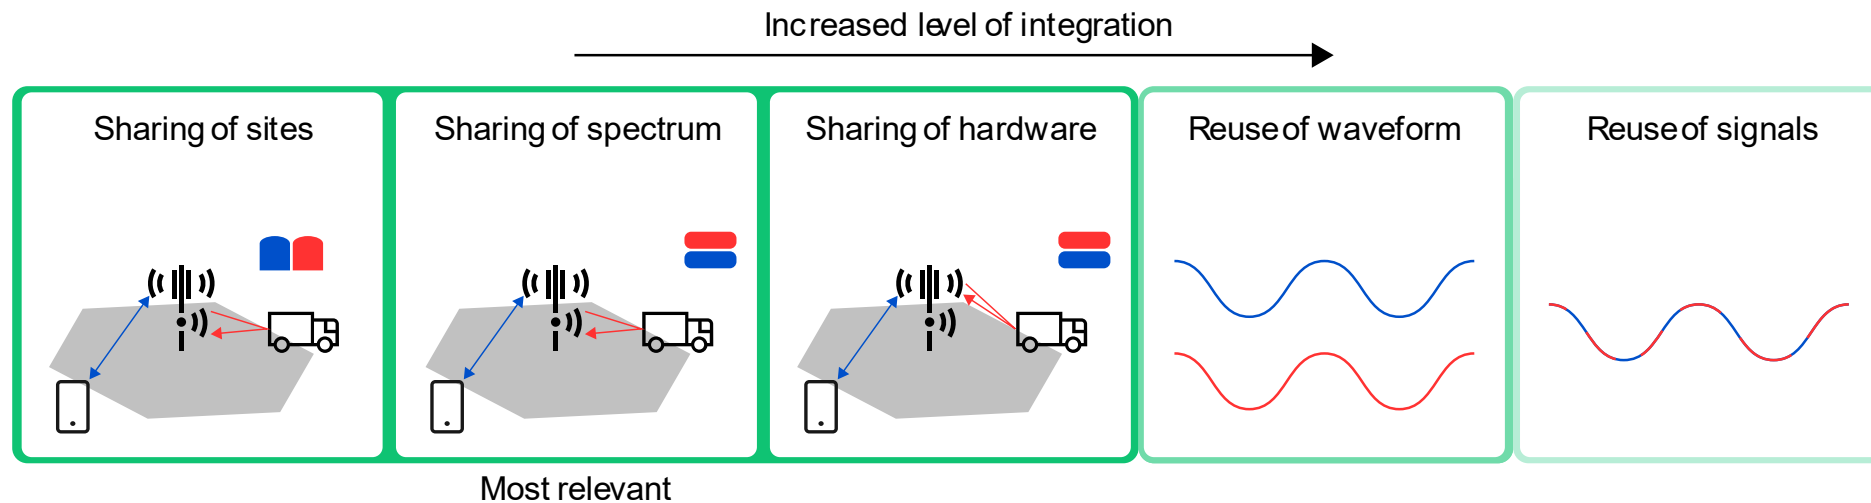 Increased level of integration
Sharing of sites
Sharing of spectrum
Sharing of hardware
Reuse of waveform
Reuse of signals
Most relevant